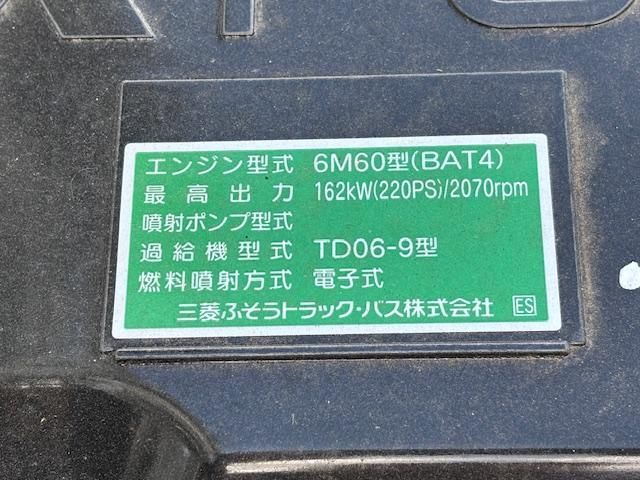 エンジン型式 6M60型(BAT4)
最高出力 162kW(220PS)/2070rpm
噴射ポンプ型式
過給機型式 TD06-9型
燃料噴射方式 電子式
三菱ふそうトラック・バス株式会社 ES